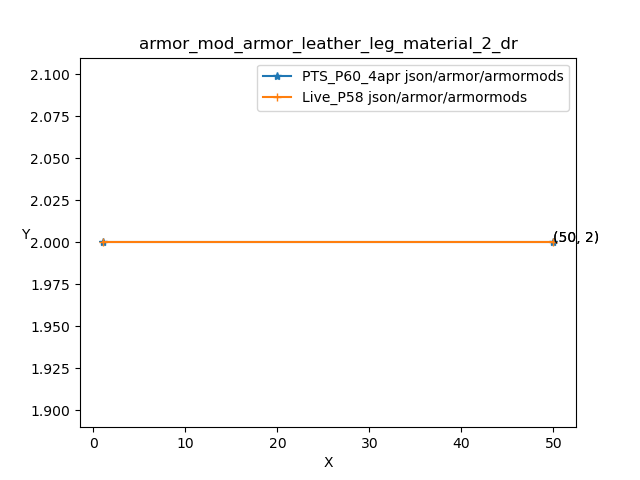 armor_mod_armor_leather_leg_material_2_dr
PTS_P60_4apr json/armor/armormods
Live_P58 json/armor/armormods
2.100
2.075
2.050
2.025
2.000
1.975
1.950
1.925
1.900
Y
(50, 2)
0 10 20 30 40 50
X